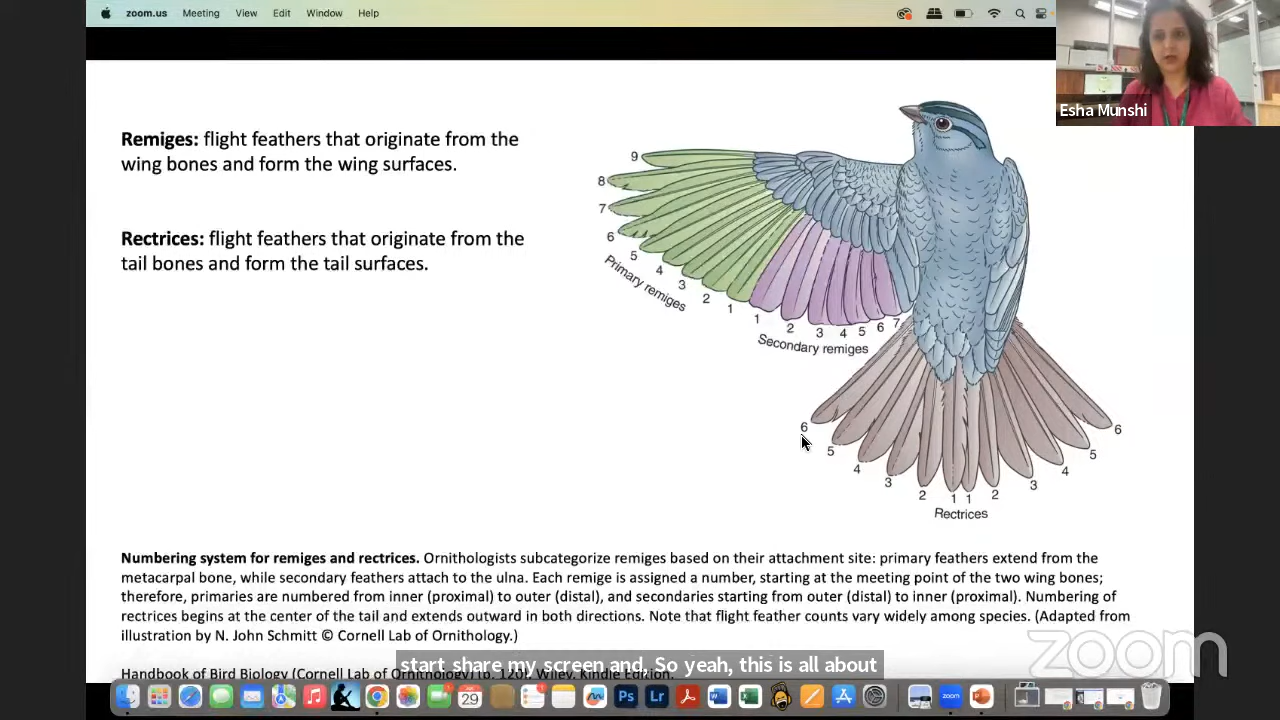 zoom.us Meeting View Edit Window Help
Esha Munshi
Remiges: flight feathers that originate from the
wing bones and form the wing surfaces.
Rectrices: flight feathers that originate from the
tail bones and form the tail surfaces.
9
8
7
6
5
4
3
2
1
Primary remiges
1
2
3
4
5
6
7
Secondary remiges
6
5
4
3
2
1
1
2
3
4
5
6
Rectrices
Numbering system for remiges and rectrices. Ornithologists subcategorize remiges based on their attachment site: primary feathers extend from the
metacarpal bone, while secondary feathers attach to the ulna. Each remige is assigned a number, starting at the meeting point of the two wing bones;
therefore, primaries are numbered from inner (proximal) to outer (distal), and secondaries starting from outer (distal) to inner (proximal). Numbering of
rectrices begins at the center of the tail and extends outward in both directions. Note that flight feather counts vary widely among species. (Adapted from
illustration by N. John Schmitt © Cornell Lab of Ornithology.)
Handbook of Bird Biology (Cornell Lab of Ornithology) (p. 120). Wiley. Kindle Edition.
start share my screen and, So yeah, this is all about
zoom
JUL
29
zoom